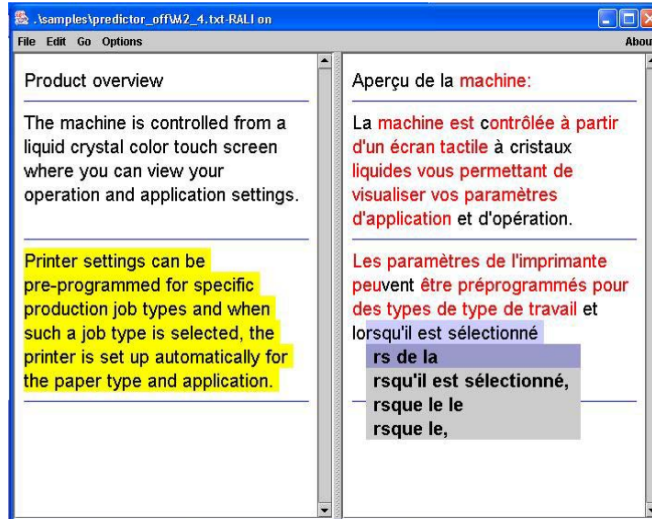 .\samples\predictor_off\M2_4.txt-RALI on
File Edit Go Options
Abou
Product overview
The machine is controlled from a
liquid crystal color touch screen
where you can view your
operation and application settings.
Printer settings can be
pre-programmed for specific
production job types and when
such a job type is selected, the
printer is set up automatically for
the paper type and application.
Aperçu de la machine:
La machine est contrôlée à partir
d'un écran tactile à cristaux
liquides vous permettant de
visualiser vos paramètres
d'application et d'opération.
Les paramètres de l'imprimante
peuvent être préprogrammés pour
des types de type de travail et
lorsqu'il est sélectionné
rs de la
rsqu'il est sélectionné,
rsque le le
rsque le,